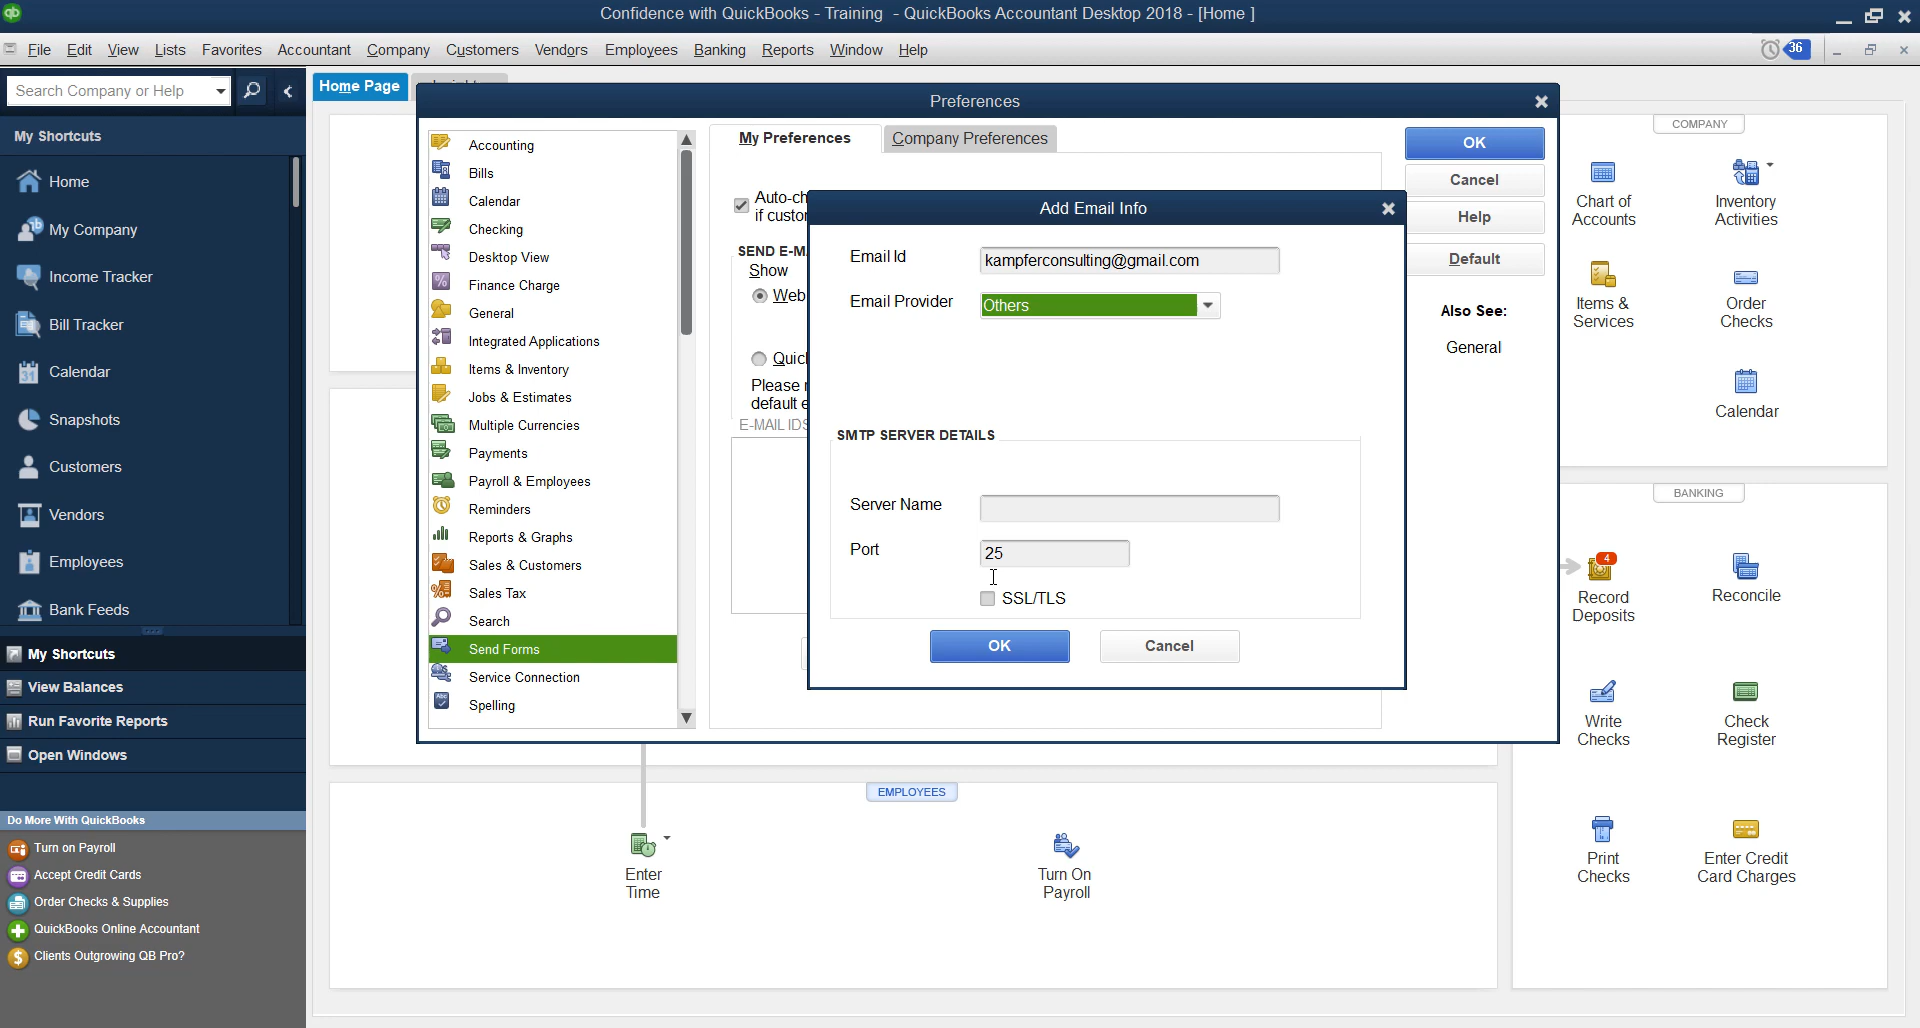 Confidence with QuickBooks - Training - QuickBooks Accountant Desktop 2018 - [Home ]
File Edit View Lists Favorites Accountant Company Customers Vendors Employees Banking Reports Window Help
36
Search Company or Help
My Shortcuts
Home
My Company
Income Tracker
Bill Tracker
Calendar
Snapshots
Customers
Vendors
Employees
Bank Feeds
My Shortcuts
View Balances
Run Favorite Reports
Open Windows
Do More With QuickBooks
Turn on Payroll
Accept Credit Cards
Order Checks & Supplies
QuickBooks Online Accountant
Clients Outgrowing QB Pro?
Home Page
Preferences
Accounting
Bills
Calendar
Checking
Desktop View
Finance Charge
General
Integrated Applications
Items & Inventory
Jobs & Estimates
Multiple Currencies
Payments
Payroll & Employees
Reminders
Reports & Graphs
Sales & Customers
Sales Tax
Search
Send Forms
Service Connection
Spelling
My Preferences
Company Preferences
if
SEND
Show
Web
Please
default
E-MAIL IDS
OK
Cancel
Help
Default
Also See:
General
Add Email Info
Email Id
kampferconsulting@gmail.com
Email Provider
Others
SMTP SERVER DETAILS
Server Name
Port
25
SSL/TLS
OK
Cancel
EMPLOYEES
Enter
Time
Turn On
Payroll
COMPANY
Chart of
Accounts
Inventory
Activities
Items &
Services
Order
Checks
31
Calendar
BANKING
4
Record
Deposits
Reconcile
Write
Checks
Check
Register
Print
Checks
Enter Credit
Card Charges